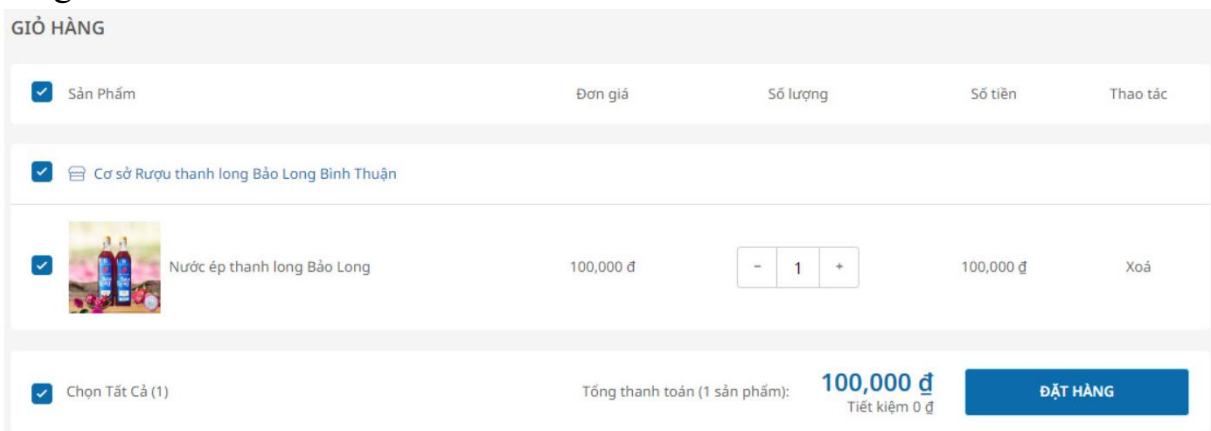 GIỎ HÀNG
Sản Phẩm Đơn giá Số lượng Số tiền Thao tác
Cơ sở Rượu thanh long Bảo Long Bình Thuận
Nước ép thanh long Bảo Long 100,000 đ - 1 + 100,000 ₫ Xoá
Chọn Tất Cả (1) Tổng thanh toán (1 sản phẩm): 100,000 ₫ ĐẶT HÀNG
Tiết kiệm 0 ₫